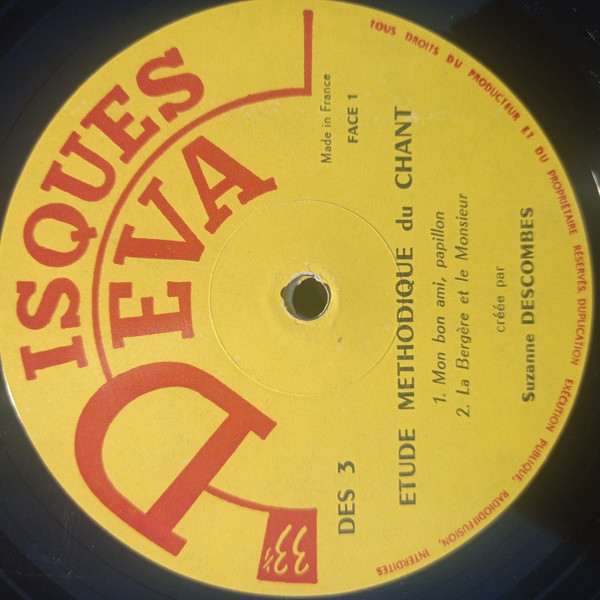 DISQUES
DEVA
33 1/3
DES 3
Made in France
FACE 1
ETUDE METHODIQUE du CHANT
1. Mon bon ami, papillon
2. La Bergère et le Monsieur
créée par
Suzanne DESCOMBES
TOUS DROITS DU PRODUCTEUR ET DU PROPRIÉTAIRE RÉSERVÉS. DUPLICATION EXÉCUTION PUBLIQUE, RADIODIFFUSION, INTERDITES